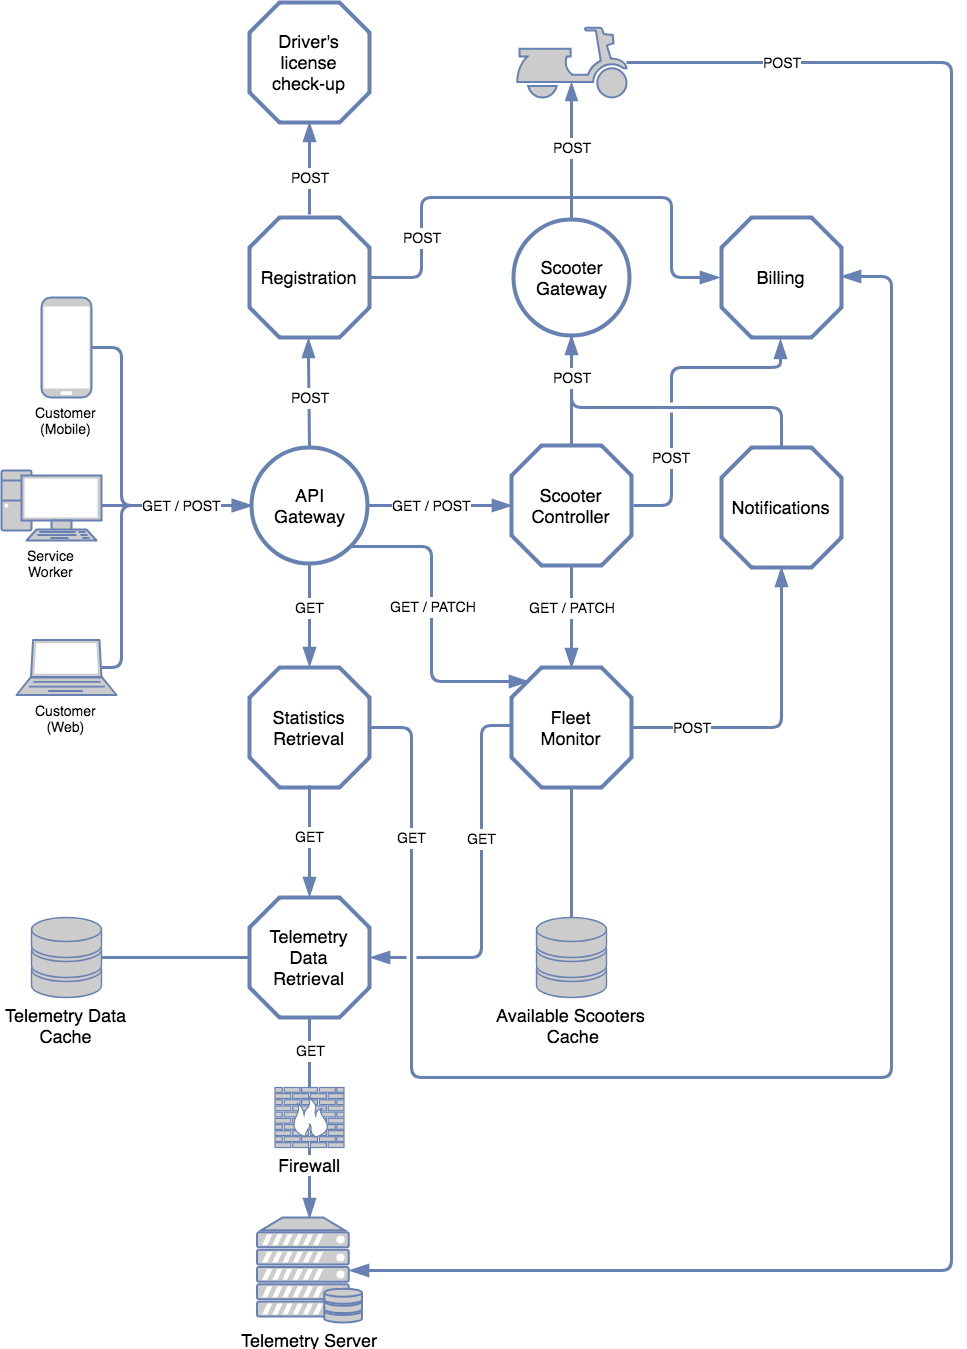 Driver's
license
check-up
POST
POST
POST
Registration
POST
Scooter
Gateway
Billing
POST
POST
Customer
(Mobile)
POST
API
Gateway
GET / POST
GET / POST
Scooter
Controller
Notifications
Service
Worker
GET
GET / PATCH
GET / PATCH
Customer
(Web)
Statistics
Retrieval
Fleet
Monitor
POST
GET
GET
GET
Telemetry
Data
Retrieval
Telemetry Data
Cache
Available Scooters
Cache
GET
Firewall
Telemetry Server